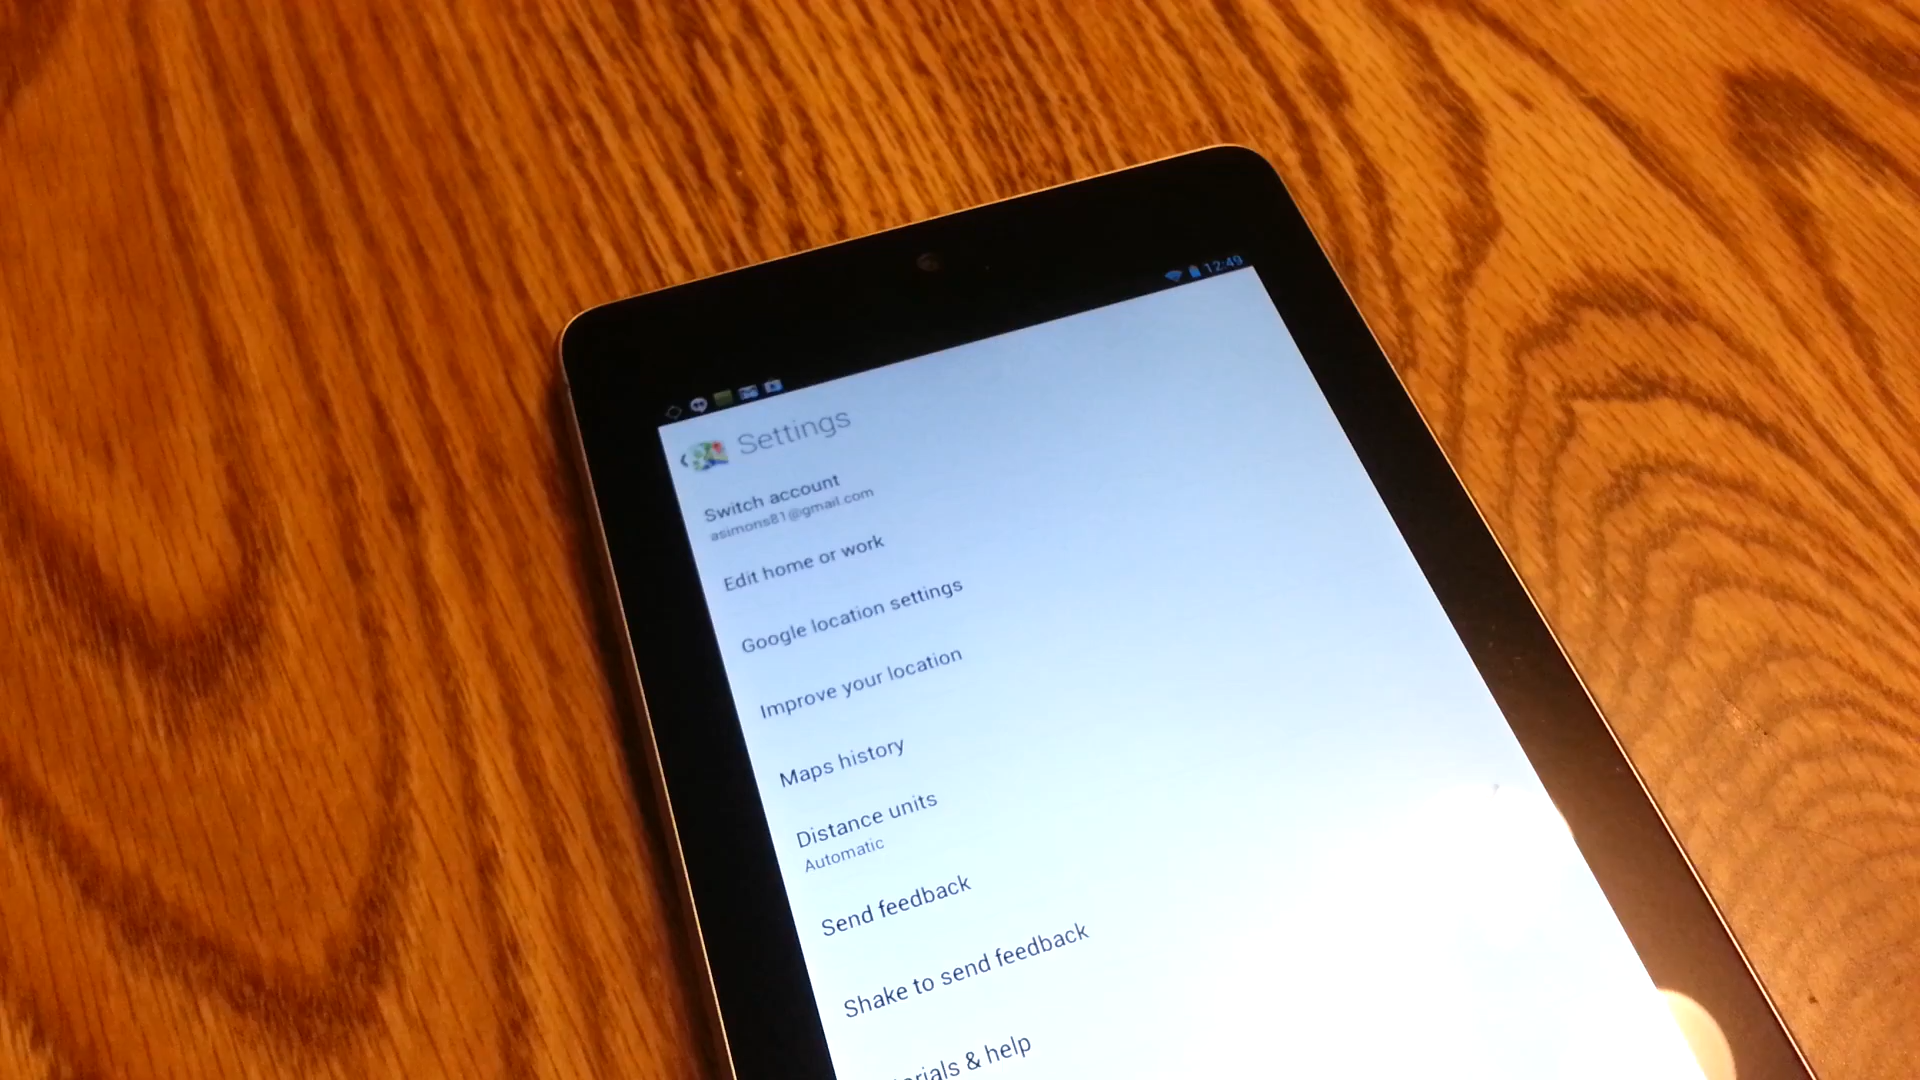 12:49
Settings
Switch account
asimons81@gmail.com
Edit home or work
Google location settings
Improve your location
Maps history
Distance units
Automatic
Send feedback
Shake to send feedback
& help